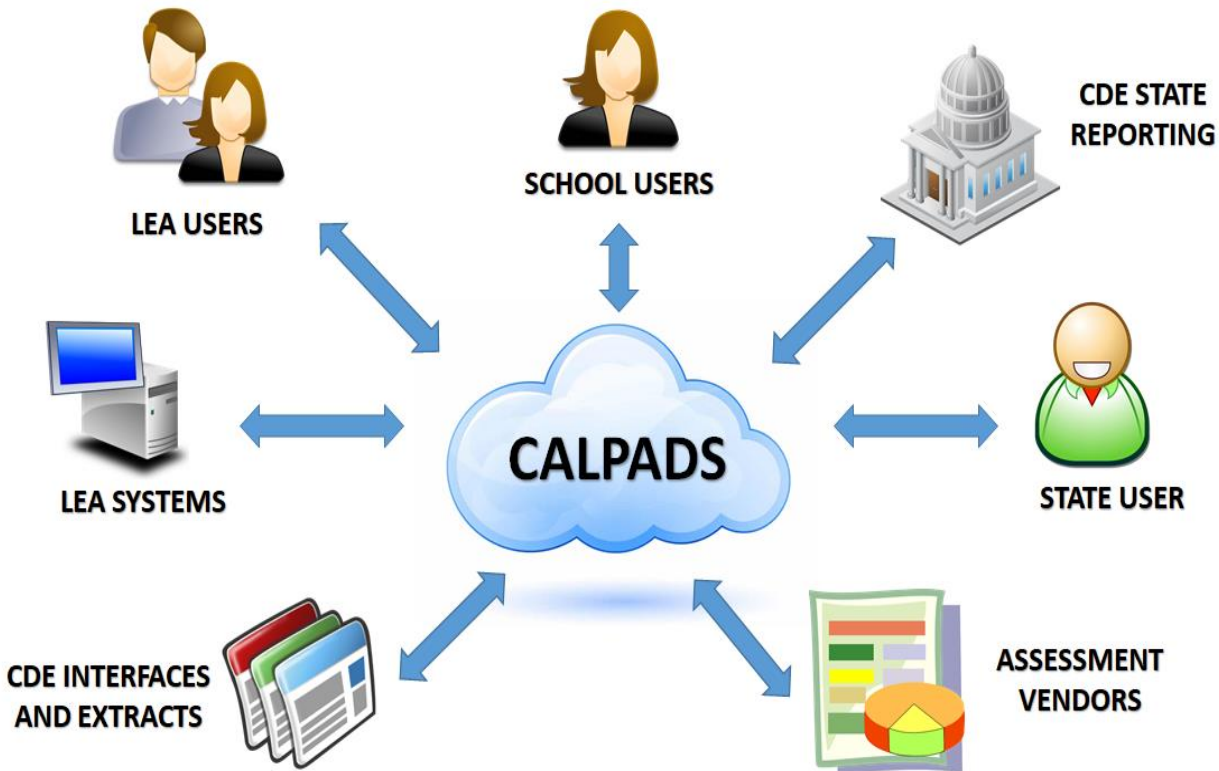 CDE STATE
REPORTING
SCHOOL USERS
LEA USERS
CALPADS
LEA SYSTEMS
STATE USER
CDE INTERFACES
AND EXTRACTS
ASSESSMENT
VENDORS